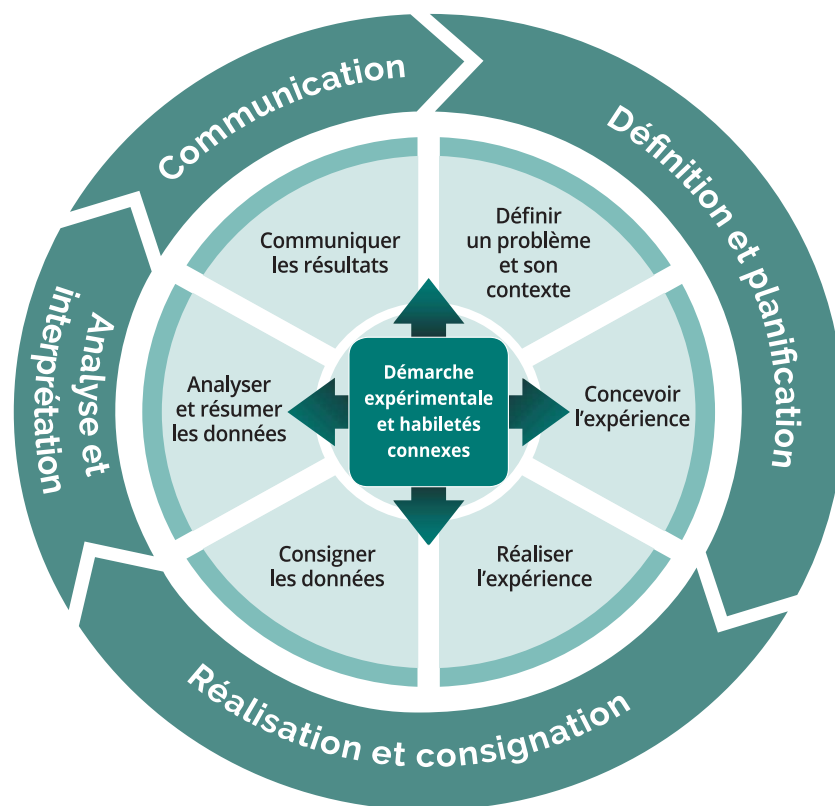 Communication
Définition et planification
Analyse et
interprétation
Réalisation et consignation
Communiquer
les résultats
Définir
un problème
et son
contexte
Analyser
et résumer
les données
Démarche
expérimentale
et habiletés
connexes
Concevoir
l’expérience
Consigner
les données
Réaliser
l’expérience